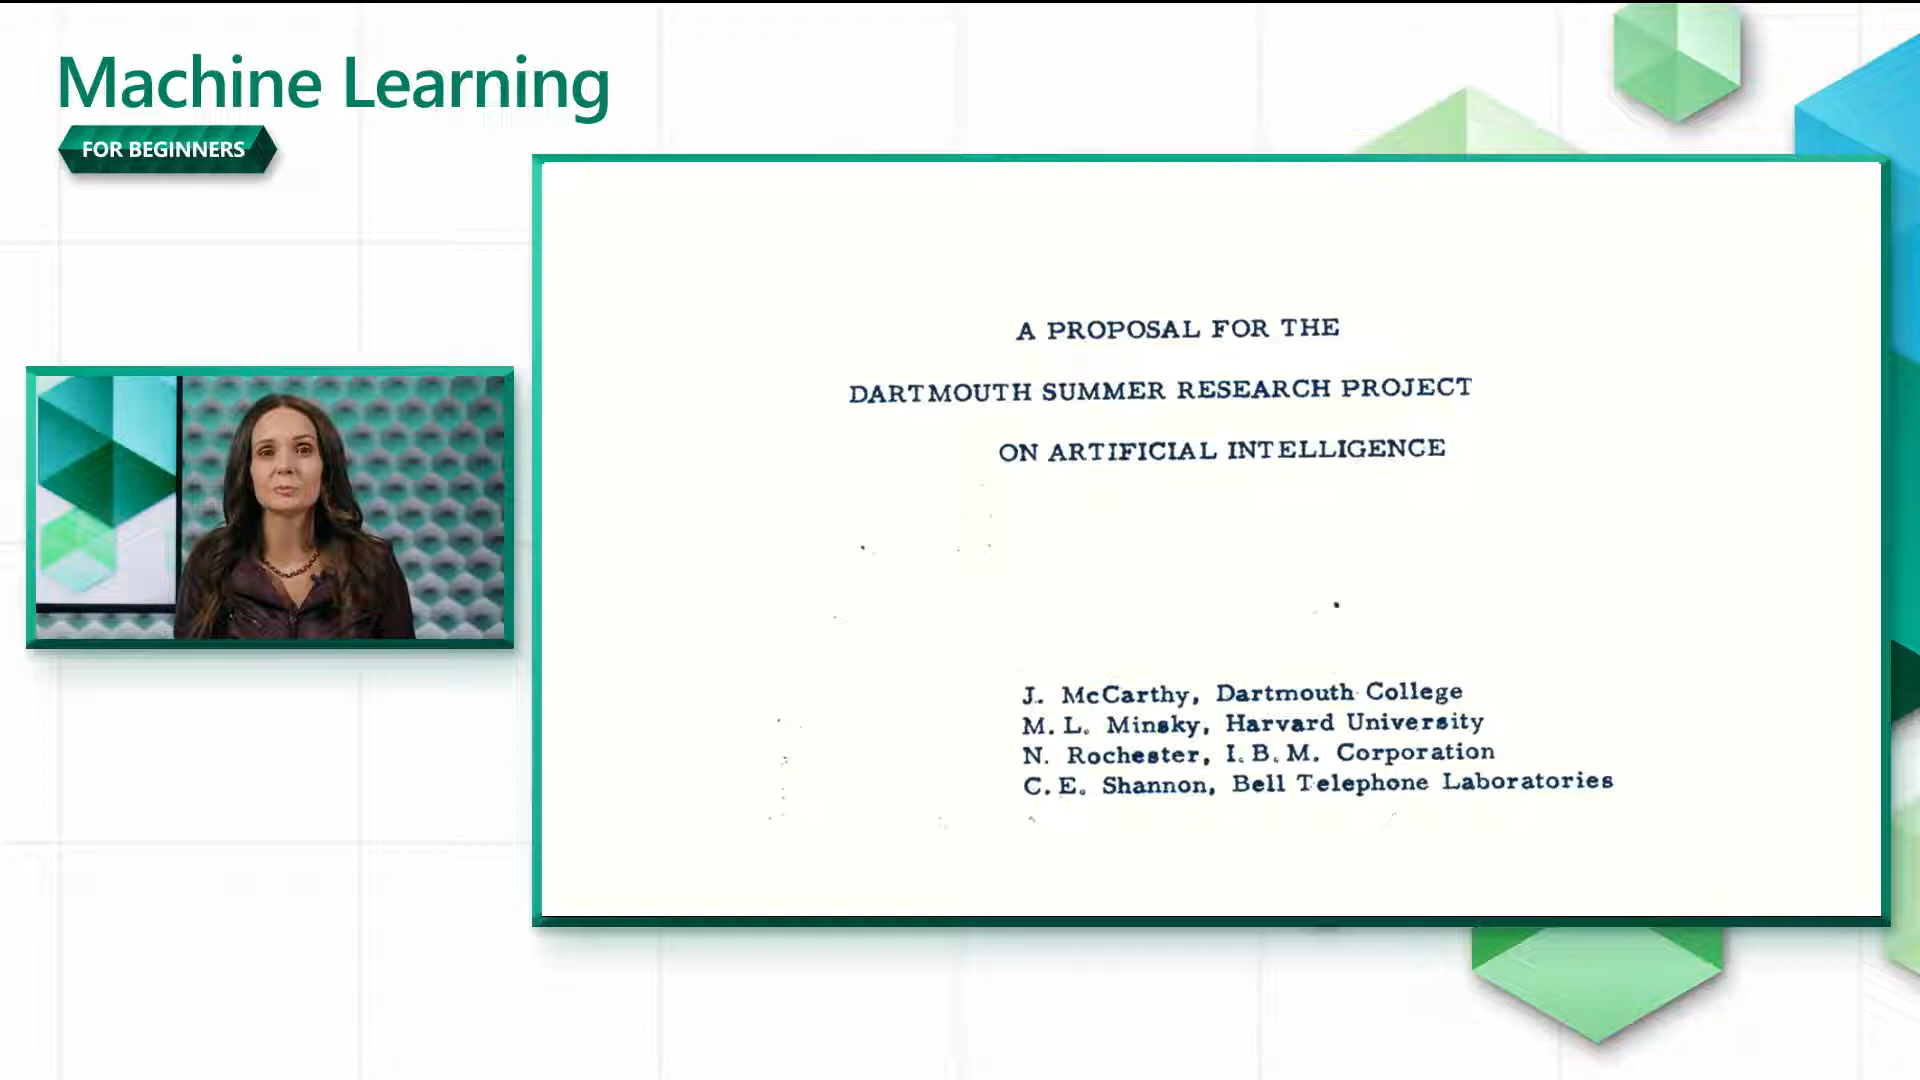 Machine Learning
FOR BEGINNERS
A PROPOSAL FOR THE
DARTMOUTH SUMMER RESEARCH PROJECT
ON ARTIFICIAL INTELLIGENCE
J. McCarthy, Dartmouth College
M. L. Minsky, Harvard University
N. Rochester, I. B. M. Corporation
C. E. Shannon, Bell Telephone Laboratories